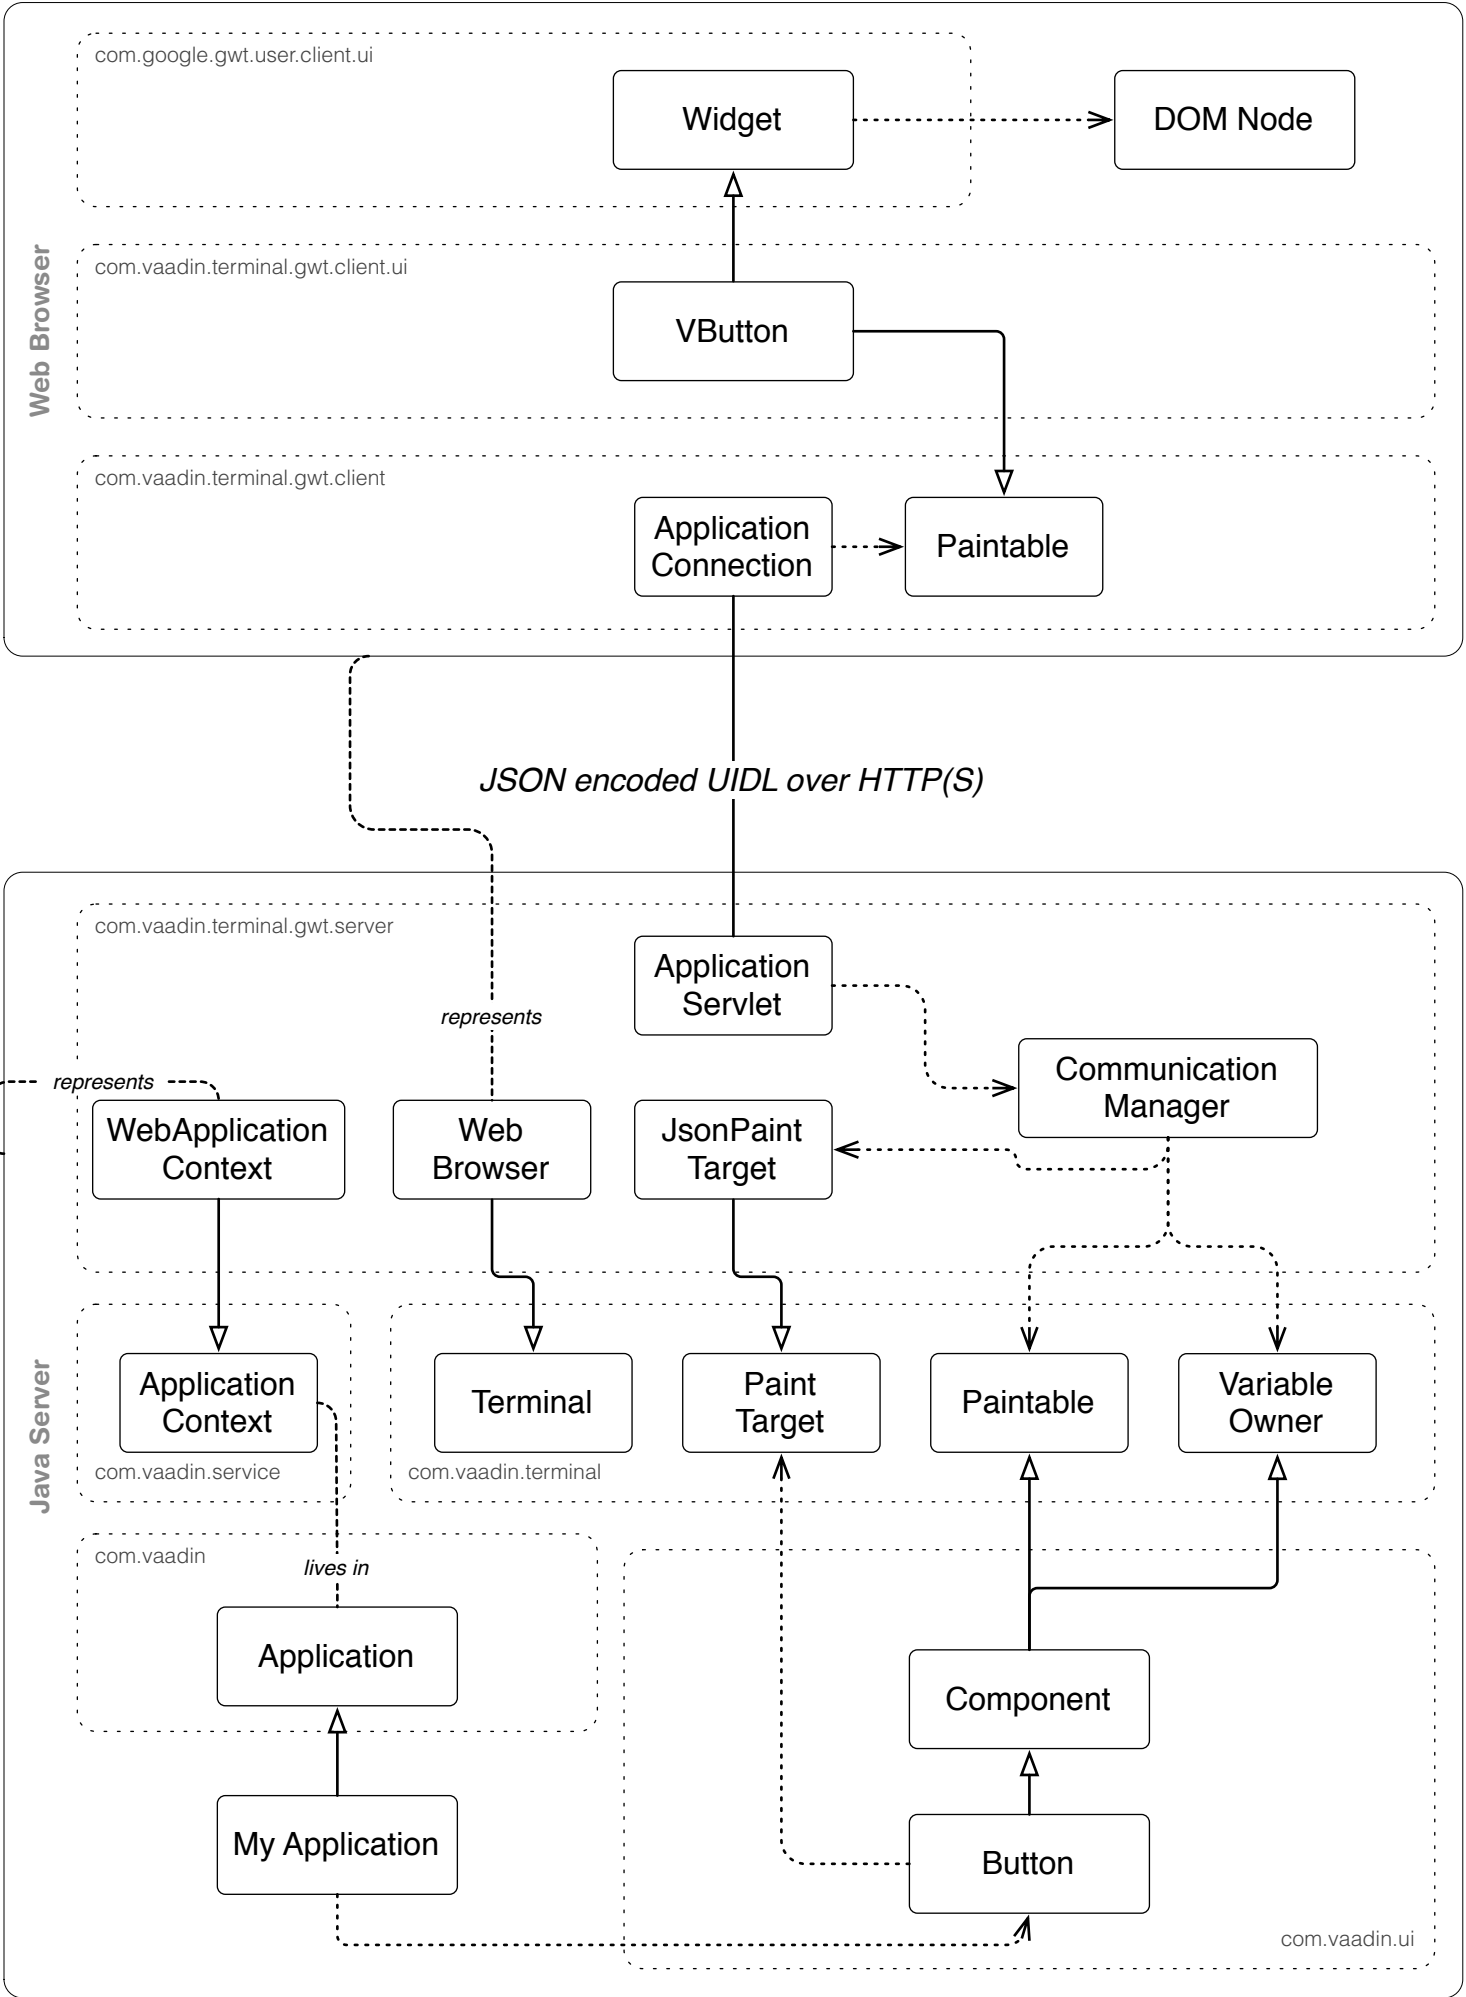 com.google.gwt.user.client.ui
Widget
DOM Node
Web Browser
com.vaadin.terminal.gwt.client.ui
VButton
com.vaadin.terminal.gwt.client
Application
Connection
Paintable
JSON encoded UIDL over HTTP(S)
com.vaadin.terminal.gwt.server
Application
Servlet
represents
Communication
Manager
represents
WebApplication
Context
Web
Browser
JsonPaint
Target
Java Server
Application
Context
com.vaadin.service
Terminal
Paint
Target
Paintable
Variable
Owner
com.vaadin.terminal
com.vaadin
lives in
Application
Component
My Application
Button
com.vaadin.ui